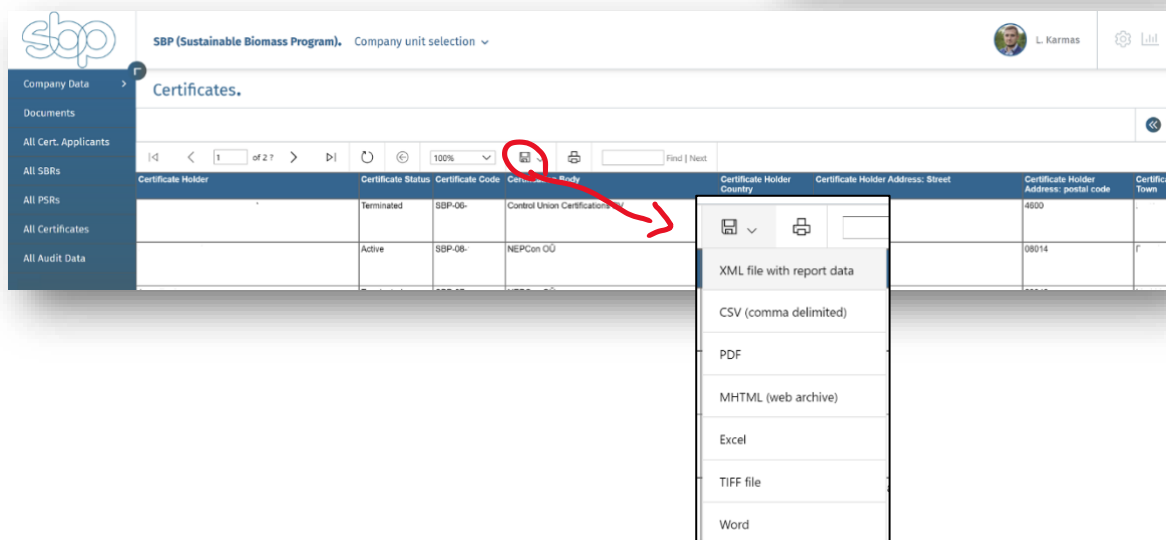 sbp
SBP (Sustainable Biomass Program). Company unit selection
L. Karmas
Company Data
Documents
All Cert. Applicants
All SBRs
All PSRs
All Certificates
All Audit Data
Certificates.
1 of 2 ? 100% Find | Next
Certificate Holder Certificate Status Certificate Code Body Certificate Holder Country Certificate Holder Address: Street Certificate Holder Address: postal code Town
Terminated SBP-06- Control Union Certifications 4600
Active SBP-08- NEPCon OÜ 08014
XML file with report data
CSV (comma delimited)
PDF
MHTML (web archive)
Excel
TIFF file
Word